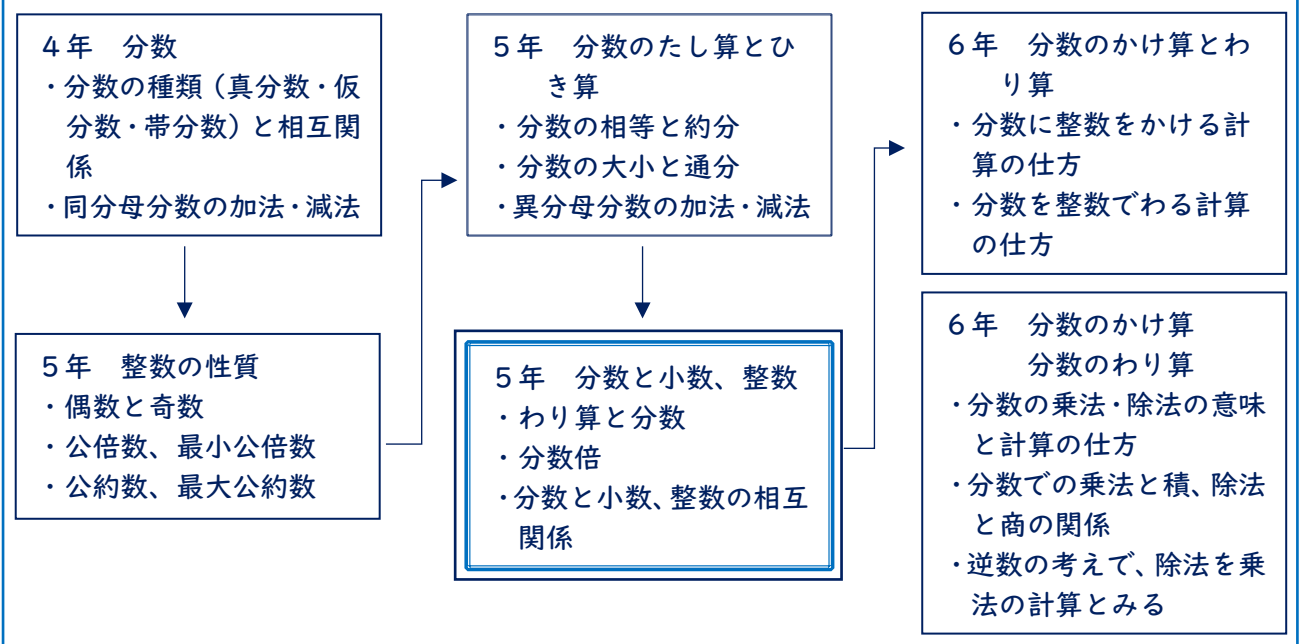 4年 分数
・分数の種類(真分数・仮
分数・帯分数)と相互関
係
・同分母分数の加法・減法
5年 整数の性質
・偶数と奇数
・公倍数、最小公倍数
・公約数、最大公約数
5年 分数のたし算とひ
き算
・分数の相等と約分
・分数の大小と通分
・異分母分数の加法・減法
5年 分数と小数、整数
・わり算と分数
・分数倍
・分数と小数、整数の相互
関係
6年 分数のかけ算とわ
り算
・分数に整数をかける計
算の仕方
・分数を整数でわる計算
の仕方
6年 分数のかけ算
分数のわり算
・分数の乗法・除法の意味
と計算の仕方
・分数での乗法と積、除法
と商の関係
・逆数の考えで、除法を乗
法の計算とみる